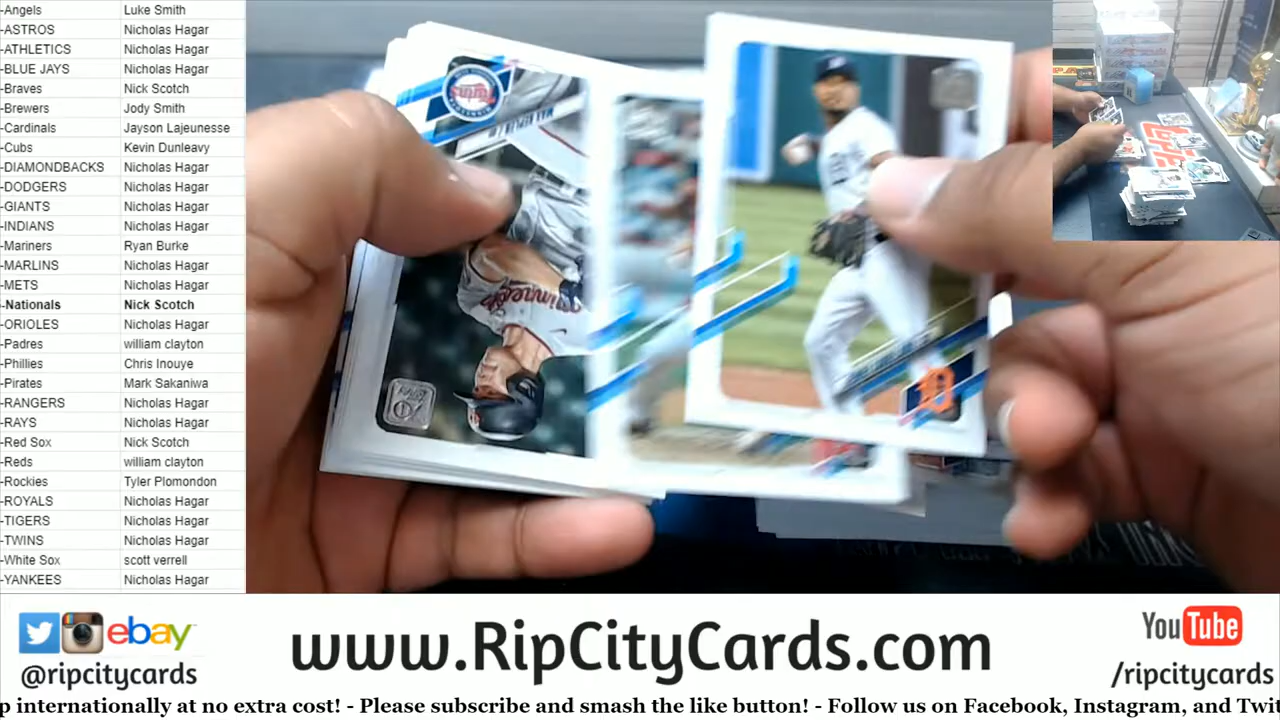 -Angels Luke Smith
-ASTROS Nicholas Hagar
-ATHLETICS Nicholas Hagar
-BLUE JAYS Nicholas Hagar
-Braves Nick Scotch
-Brewers Jody Smith
-Cardinals Jayson Lajeunesse
-Cubs Kevin Dunleavy
-DIAMONDBACKS Nicholas Hagar
-DODGERS Nicholas Hagar
-GIANTS Nicholas Hagar
-INDIANS Nicholas Hagar
-Mariners Ryan Burke
-MARLINS Nicholas Hagar
-METS Nicholas Hagar
-Nationals Nick Scotch
-ORIOLES Nicholas Hagar
-Padres william clayton
-Phillies Chris Inouye
-Pirates Mark Sakaniwa
-RANGERS Nicholas Hagar
-RAYS Nicholas Hagar
-Red Sox Nick Scotch
-Reds william clayton
-Rockies Tyler Plomondon
-ROYALS Nicholas Hagar
-TIGERS Nicholas Hagar
-TWINS Nicholas Hagar
-White Sox scott verrell
-YANKEES Nicholas Hagar
Twins
ebay
@ripcitycards
www.RipCityCards.com
YouTube
/ripcitycards
p internationally at no extra cost! - Please subscribe and smash the like button! - Follow us on Facebook, Instagram, and Twit